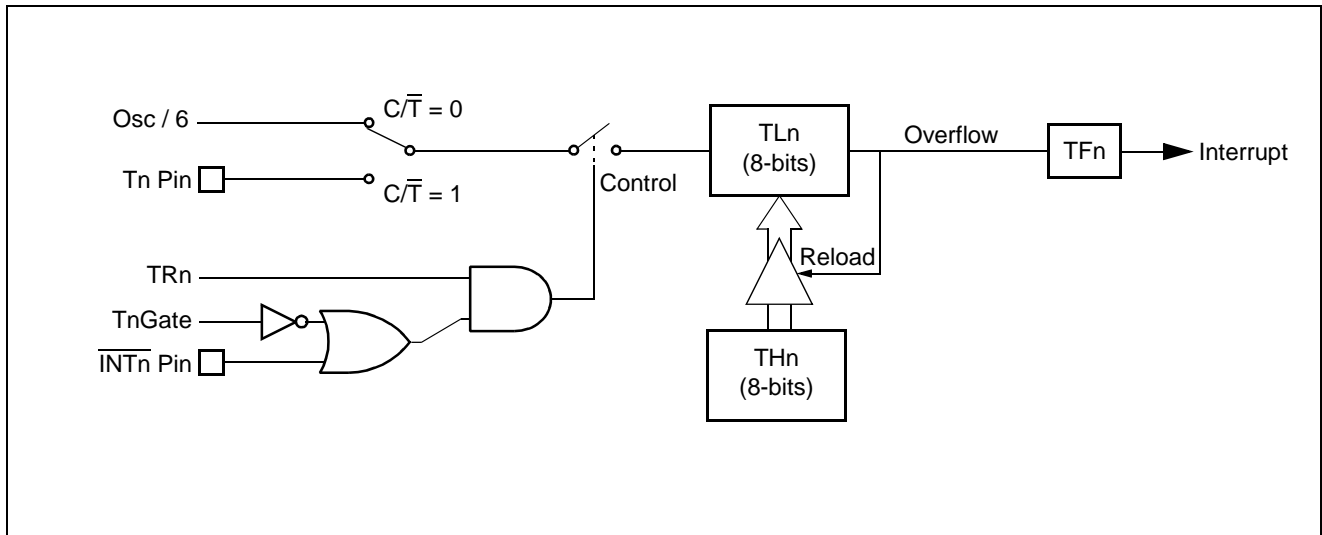 Osc / 6
C/T̅ = 0
Tn Pin
C/T̅ = 1
Control
TLn
(8-bits)
Overflow
TFn
Interrupt
Reload
TRn
TnGate
I̅N̅T̅n̅ Pin
THn
(8-bits)